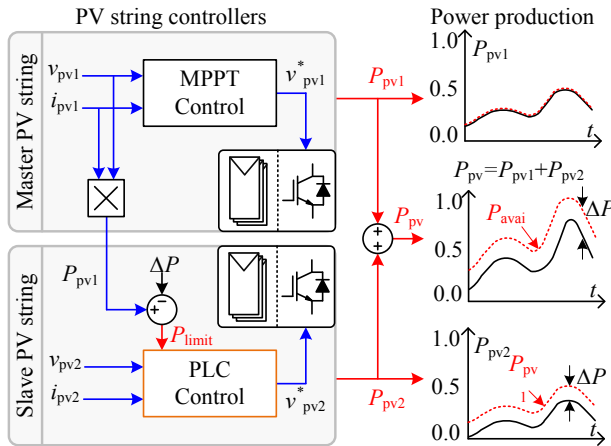 PV string controllers
Power production
Master PV string
v_pv1
i_pv1
MPPT
Control
v*_pv1
P_pv1
1.0
P_pv1
0.5
0.0
t
P_pv=P_pv1+P_pv2
1.0
P_avai
ΔP
0.5
0.0
t
+
+
P_pv
Slave PV string
P_pv1
ΔP
+
−
P_limit
v_pv2
i_pv2
PLC
Control
v*_pv2
P_pv2
1.0
P_pv2
P_pv
1
ΔP
0.5
0.0
t